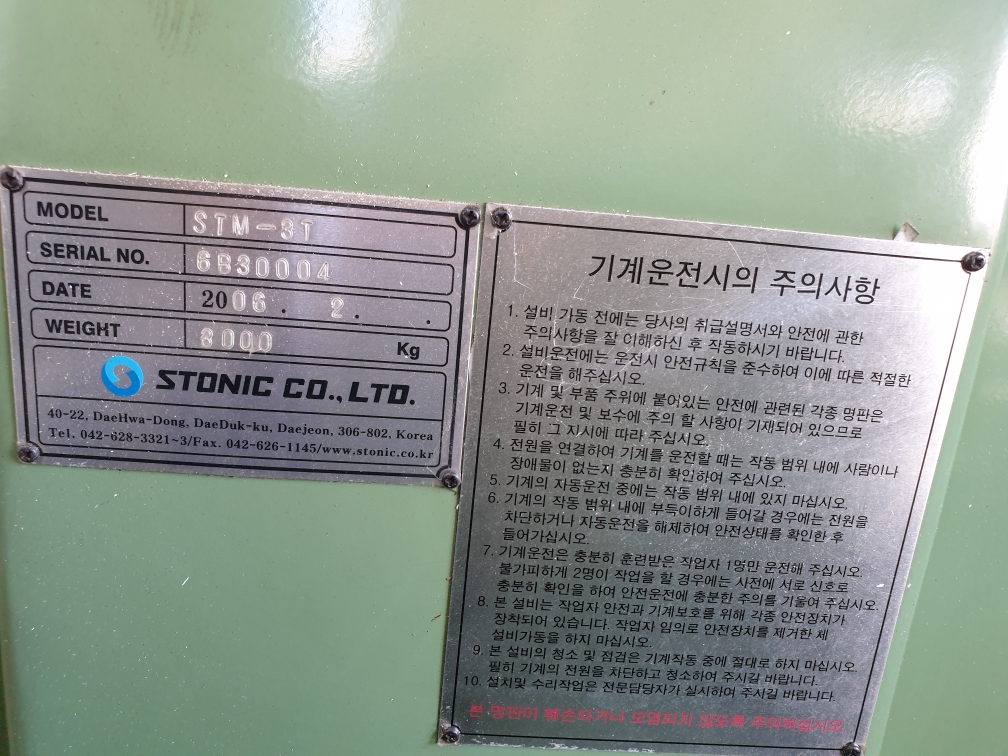 MODEL STM-3T
SERIAL NO. 6B30004
DATE 2006. 2. .
WEIGHT 8000 Kg
STONIC CO., LTD.
40-22, DaeHwa-Dong, DaeDuk-ku, Daejeon, 306-802, Korea
Tel. 042-628-3321~3/Fax. 042-626-1145/www.stonic.co.kr
기계운전시의 주의사항
1. 설비 가동 전에는 당사의 취급설명서와 안전에 관한
주의사항을 잘 이해하신 후 작동하시기 바랍니다.
2. 설비운전에는 운전시 안전규칙을 준수하여 이에 따른 적절한
운전을 해주십시오.
3. 기계 및 부품 주위에 붙어있는 안전에 관련된 각종 명판은
기계운전 및 보수에 주의 할 사항이 기재되어 있으므로
필히 그 지시에 따라 주십시오.
4. 전원을 연결하여 기계를 운전할 때는 작동 범위 내에 사람이나
장애물이 없는지 충분히 확인하여 주십시오.
5. 기계의 자동운전 중에는 작동 범위 내에 있지 마십시오.
6. 기계의 작동 범위 내에 부득이하게 들어갈 경우에는 전원을
차단하거나 자동운전을 해제하여 안전상태를 확인한 후
들어가십시오.
7. 기계운전은 충분히 훈련받은 작업자 1명만 운전해 주십시오.
불가피하게 2명이 작업을 할 경우에는 사전에 서로 신호로
충분히 확인을 하여 안전운전에 충분한 주의를 기울여 주십시오.
8. 본 설비는 작업자 안전과 기계보호를 위해 각종 안전장치가
장착되어 있습니다. 작업자 임의로 안전장치를 제거한 체
설비가동을 하지 마십시오.
9. 본 설비의 청소 및 점검은 기계작동 중에 절대로 하지 마십시오.
필히 기계의 전원을 차단하고 청소하여 주시길 바랍니다.
10. 설치및 수리작업은 전문담당자가 실시하여 주시길 바랍니다.
본 명판이 훼손되거나 오염되지 않도록 주의하십시오